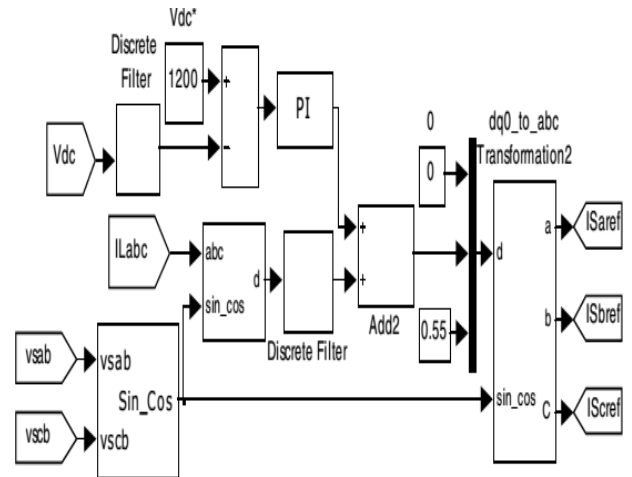 Vdc*
Discrete
Filter
1200
+
-
PI
Vdc
0
0
dq0_to_abc
Transformation2
ILabc
abc
d
sin_cos
Discrete Filter
+
+
Add2
0.55
d
a
b
C
sin_cos
ISaref
ISbref
IScref
vsab
vscb
vsab
vscb
Sin_Cos